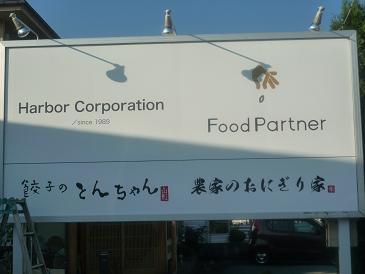 Harbor Corporation
/since 1989
Food Partner
餃子の とんちゃん
農家のおにぎり家